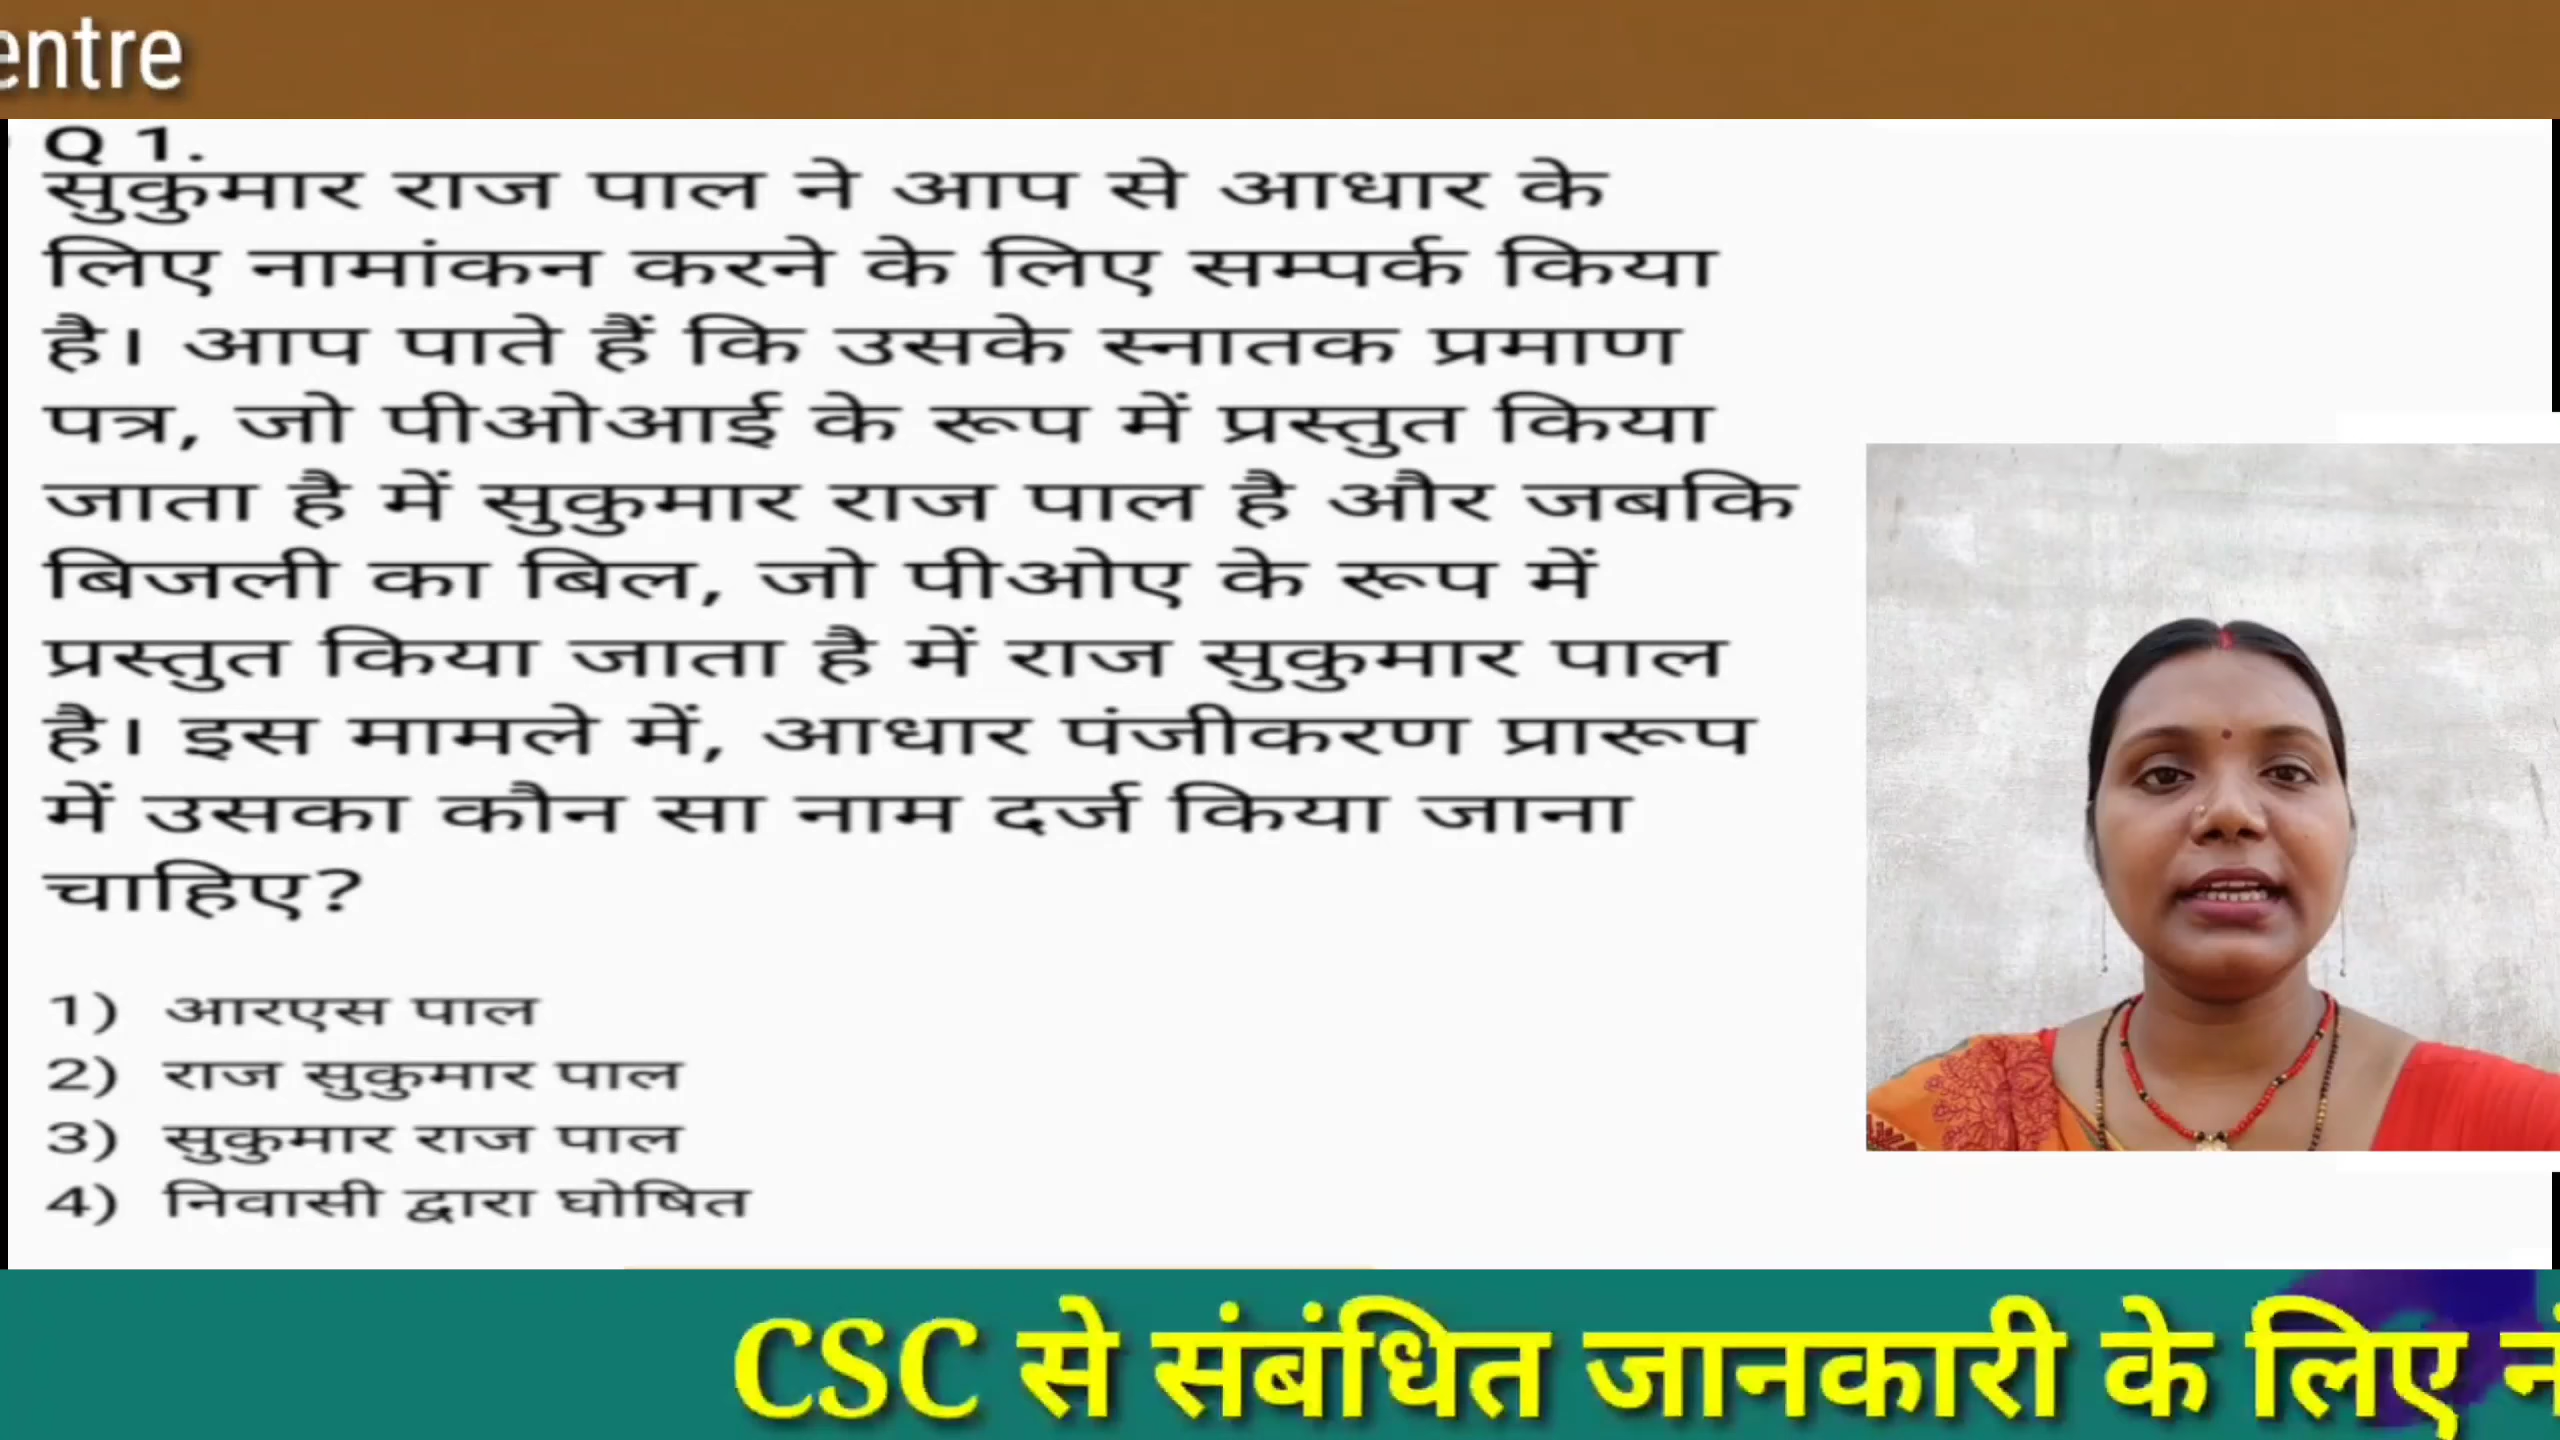 entre
Q 1.
सुकुमार राज पाल ने आप से आधार के
लिए नामांकन करने के लिए सम्पर्क किया
है। आप पाते हैं कि उसके स्नातक प्रमाण
पत्र, जो पीओआई के रूप में प्रस्तुत किया
जाता है में सुकुमार राज पाल है और जबकि
बिजली का बिल, जो पीओए के रूप में
प्रस्तुत किया जाता है में राज सुकुमार पाल
है। इस मामले में, आधार पंजीकरण प्रारूप
में उसका कौन सा नाम दर्ज किया जाना
चाहिए?
1) आरएस पाल
2) राज सुकुमार पाल
3) सुकुमार राज पाल
4) निवासी द्वारा घोषित
CSC से संबंधित जानकारी के लिए